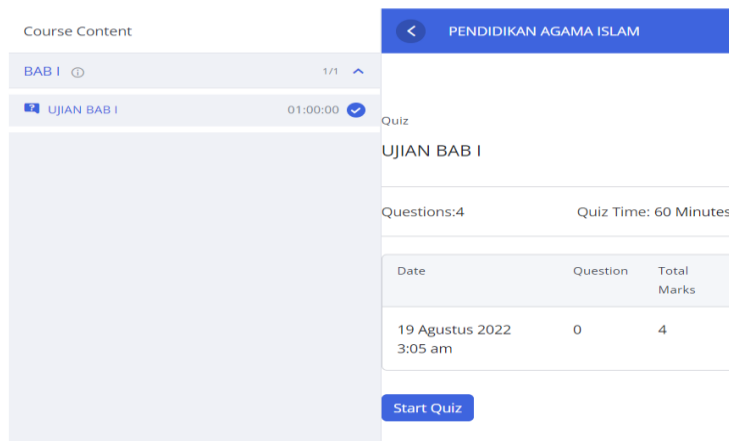 Course Content
BAB I
1/1
UJIAN BAB I
01:00:00
PENDIDIKAN AGAMA ISLAM
Quiz
UJIAN BAB I
Questions:4
Quiz Time: 60 Minutes
Date
Question
Total
Marks
19 Agustus 2022
3:05 am
0
4
Start Quiz